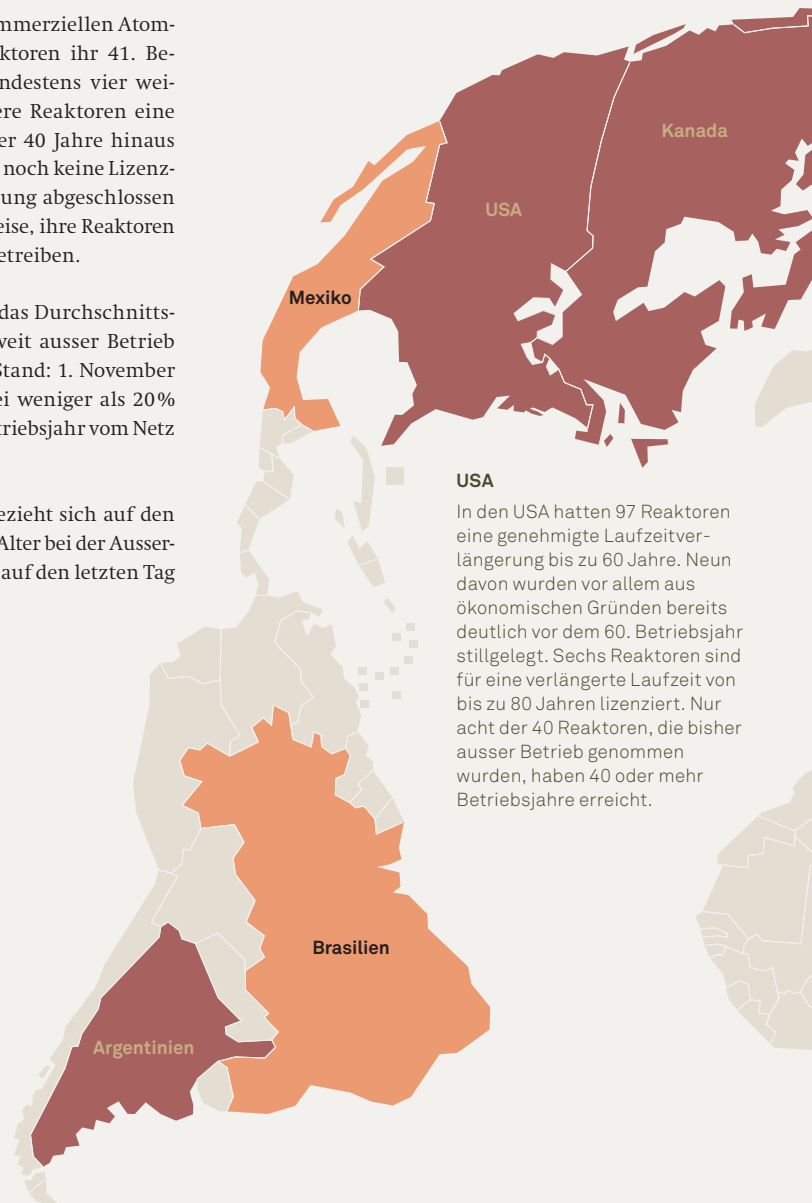 mmerziellen Atom-
ktoren ihr 41. Be-
ndestens vier wei-
ere Reaktoren eine
er 40 Jahre hinaus
noch keine Lizenz-
ung abgeschlossen
eise, ihre Reaktoren
etreiben.
das Durchschnitts-
weit ausser Betrieb
Stand: 1. November
ei weniger als 20%
triebsjahr vom Netz
ezieht sich auf den
Alter bei der Ausser-
auf den letzten Tag
Kanada
USA
Mexiko
USA
In den USA hatten 97 Reaktoren
eine genehmigte Laufzeitver-
längerung bis zu 60 Jahre. Neun
davon wurden vor allem aus
ökonomischen Gründen bereits
deutlich vor dem 60. Betriebsjahr
stillgelegt. Sechs Reaktoren sind
für eine verlängerte Laufzeit von
bis zu 80 Jahren lizenziert. Nur
acht der 40 Reaktoren, die bisher
ausser Betrieb genommen
wurden, haben 40 oder mehr
Betriebsjahre erreicht.
Brasilien
Argentinien